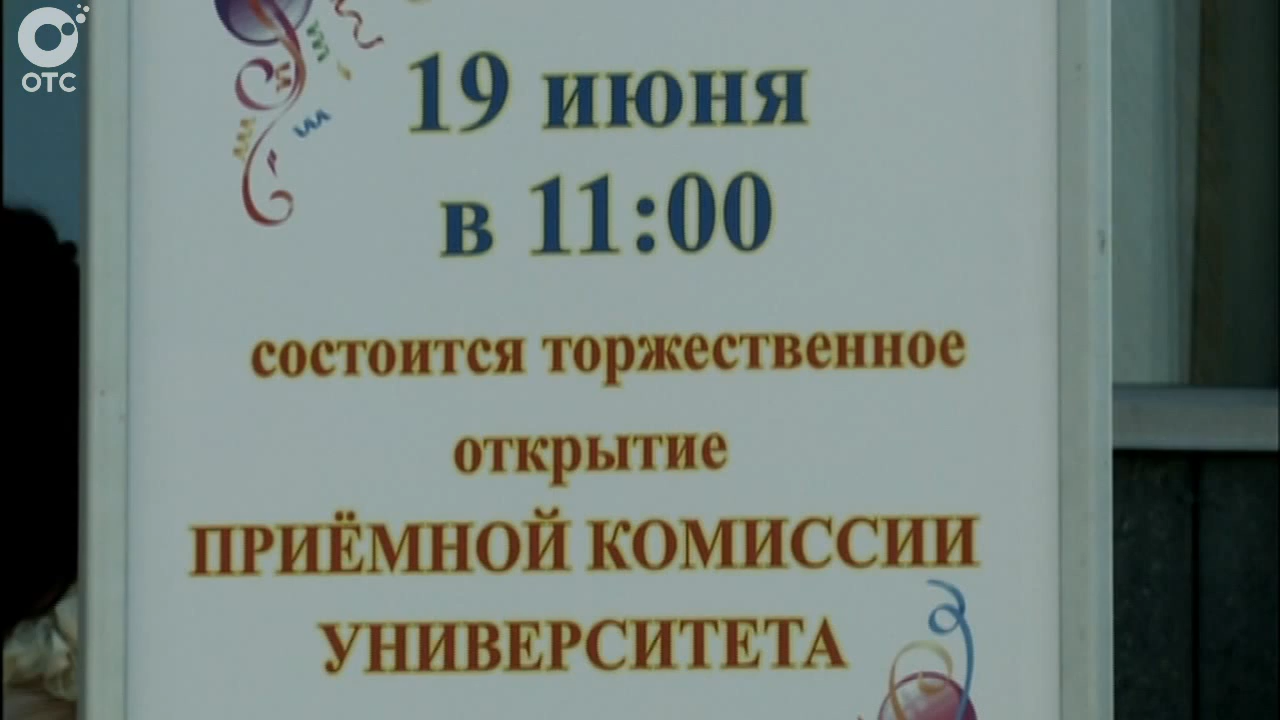 ОТС
19 июня
в 11:00
состоится торжественное
открытие
ПРИЁМНОЙ КОМИССИИ
УНИВЕРСИТЕТА